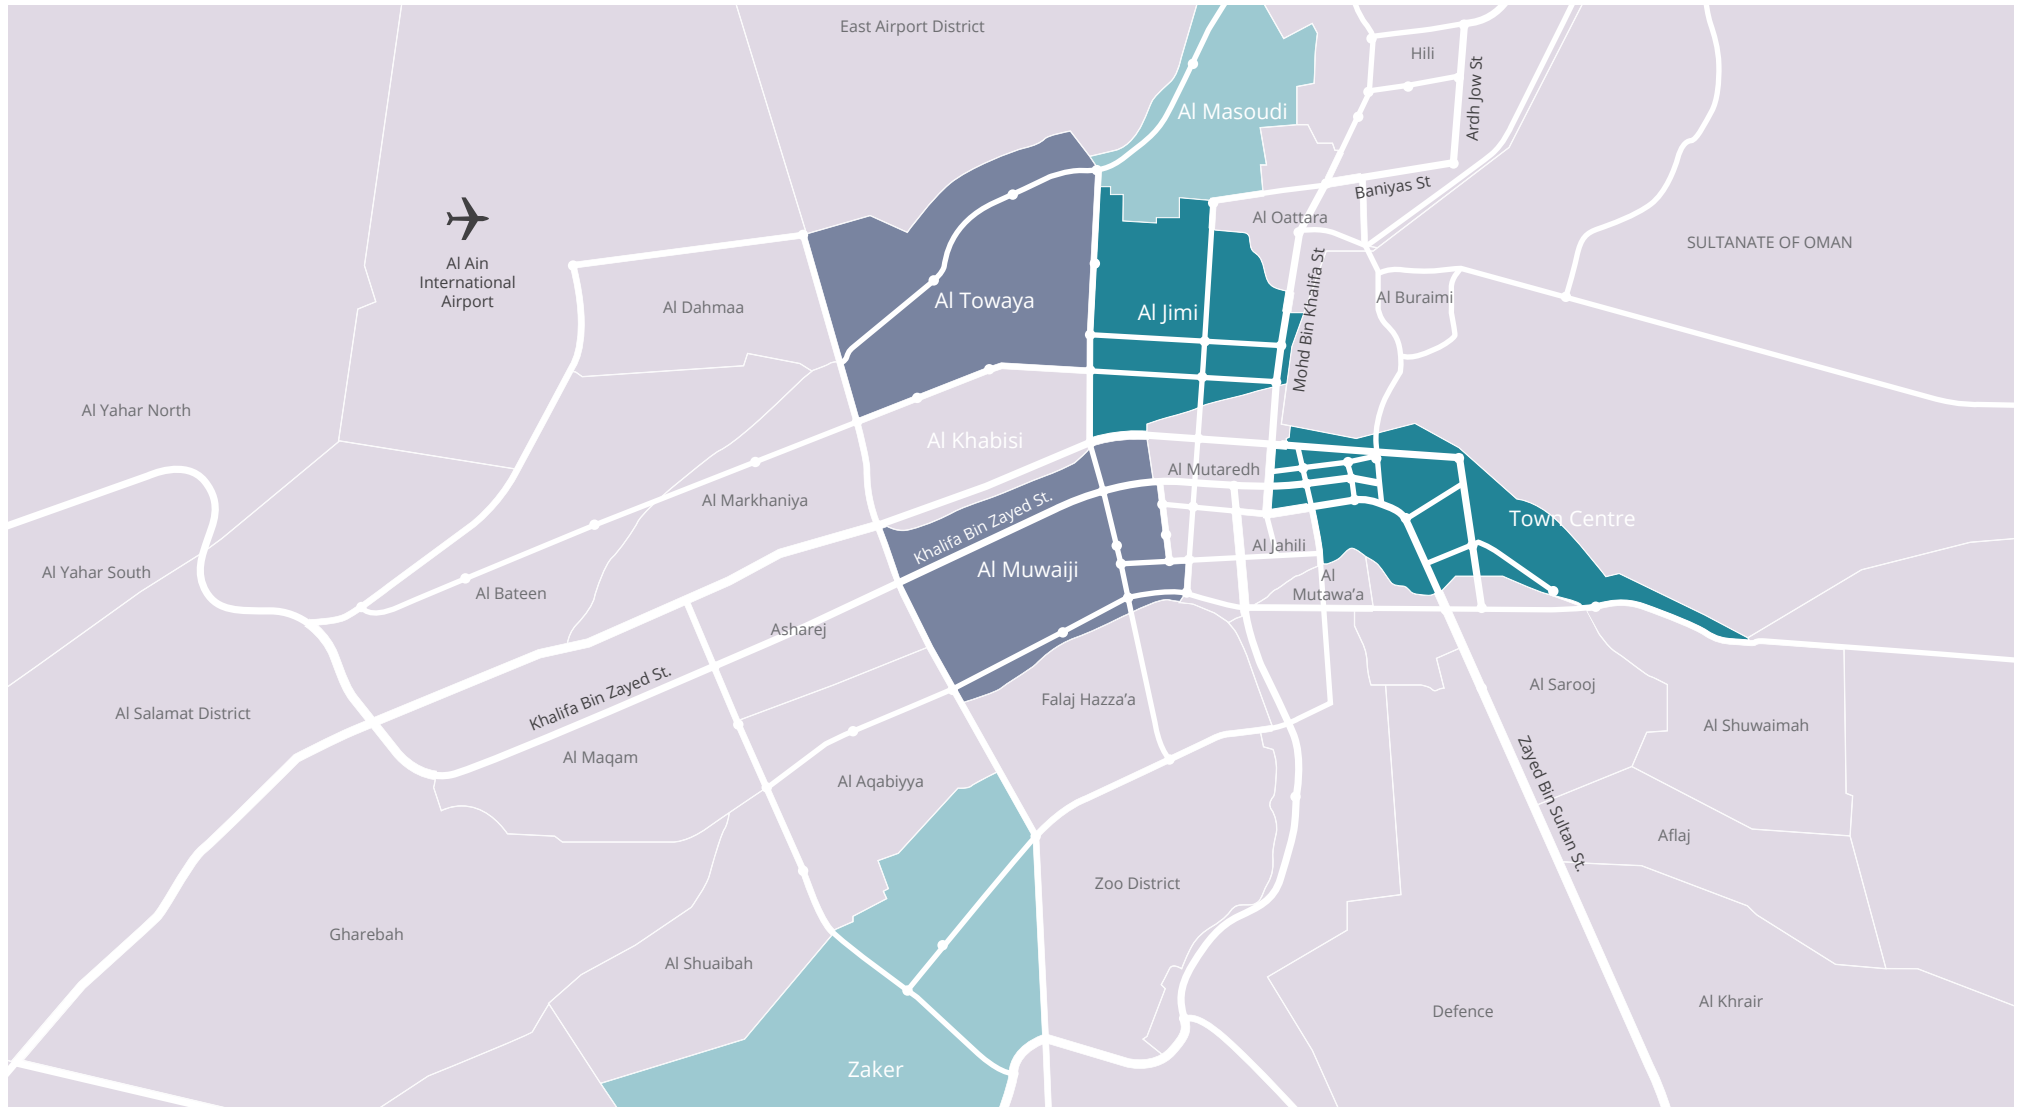 East Airport District
Hili
Ardh Jow St
Al Masoudi
Baniyas St
Al Oattara
SULTANATE OF OMAN
Al Ain
International
Airport
Al Dahmaa
Al Towaya
Al Jimi
Mohd Bin Khalifa St
Al Buraimi
Al Yahar North
Al Khabisi
Al Mutaredh
Al Markhaniya
Khalifa Bin Zayed St.
Town Centre
Al Jahili
Al Yahar South
Al Muwaiji
Al
Mutawa’a
Al Bateen
Asharej
Khalifa Bin Zayed St.
Falaj Hazza’a
Al Sarooj
Al Salamat District
Al Shuwaimah
Al Maqam
Al Aqabiyya
Zayed Bin Sultan St.
Aflaj
Zoo District
Gharebah
Al Shuaibah
Defence
Al Khrair
Zaker